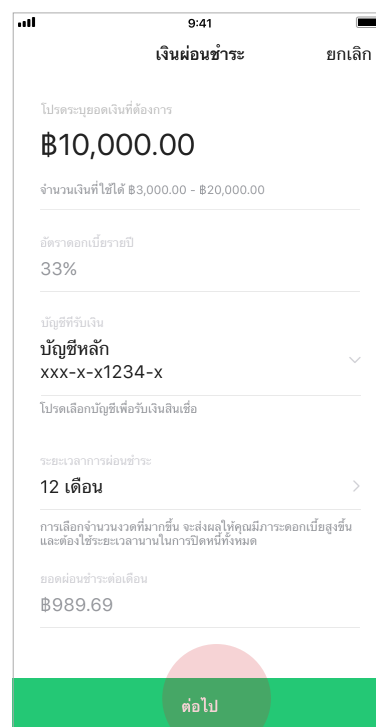 9:41
เงินผ่อนชำระ ยกเลิก
โปรดระบุยอดเงินที่ต้องการ
฿10,000.00
จำนวนเงินที่ใช้ได้ ฿3,000.00 - ฿20,000.00
อัตราดอกเบี้ยรายปี
33%
บัญชีที่รับเงิน
บัญชีหลัก
xxx-x-x1234-x
โปรดเลือกบัญชีเพื่อรับเงินสินเชื่อ
ระยะเวลาการผ่อนชำระ
12 เดือน
การเลือกจำนวนงวดที่มากขึ้น จะส่งผลให้คุณมีภาระดอกเบี้ยสูงขึ้น
และต้องใช้ระยะเวลานานในการปิดหนี้ทั้งหมด
ยอดผ่อนชำระต่อเดือน
฿989.69
ต่อไป